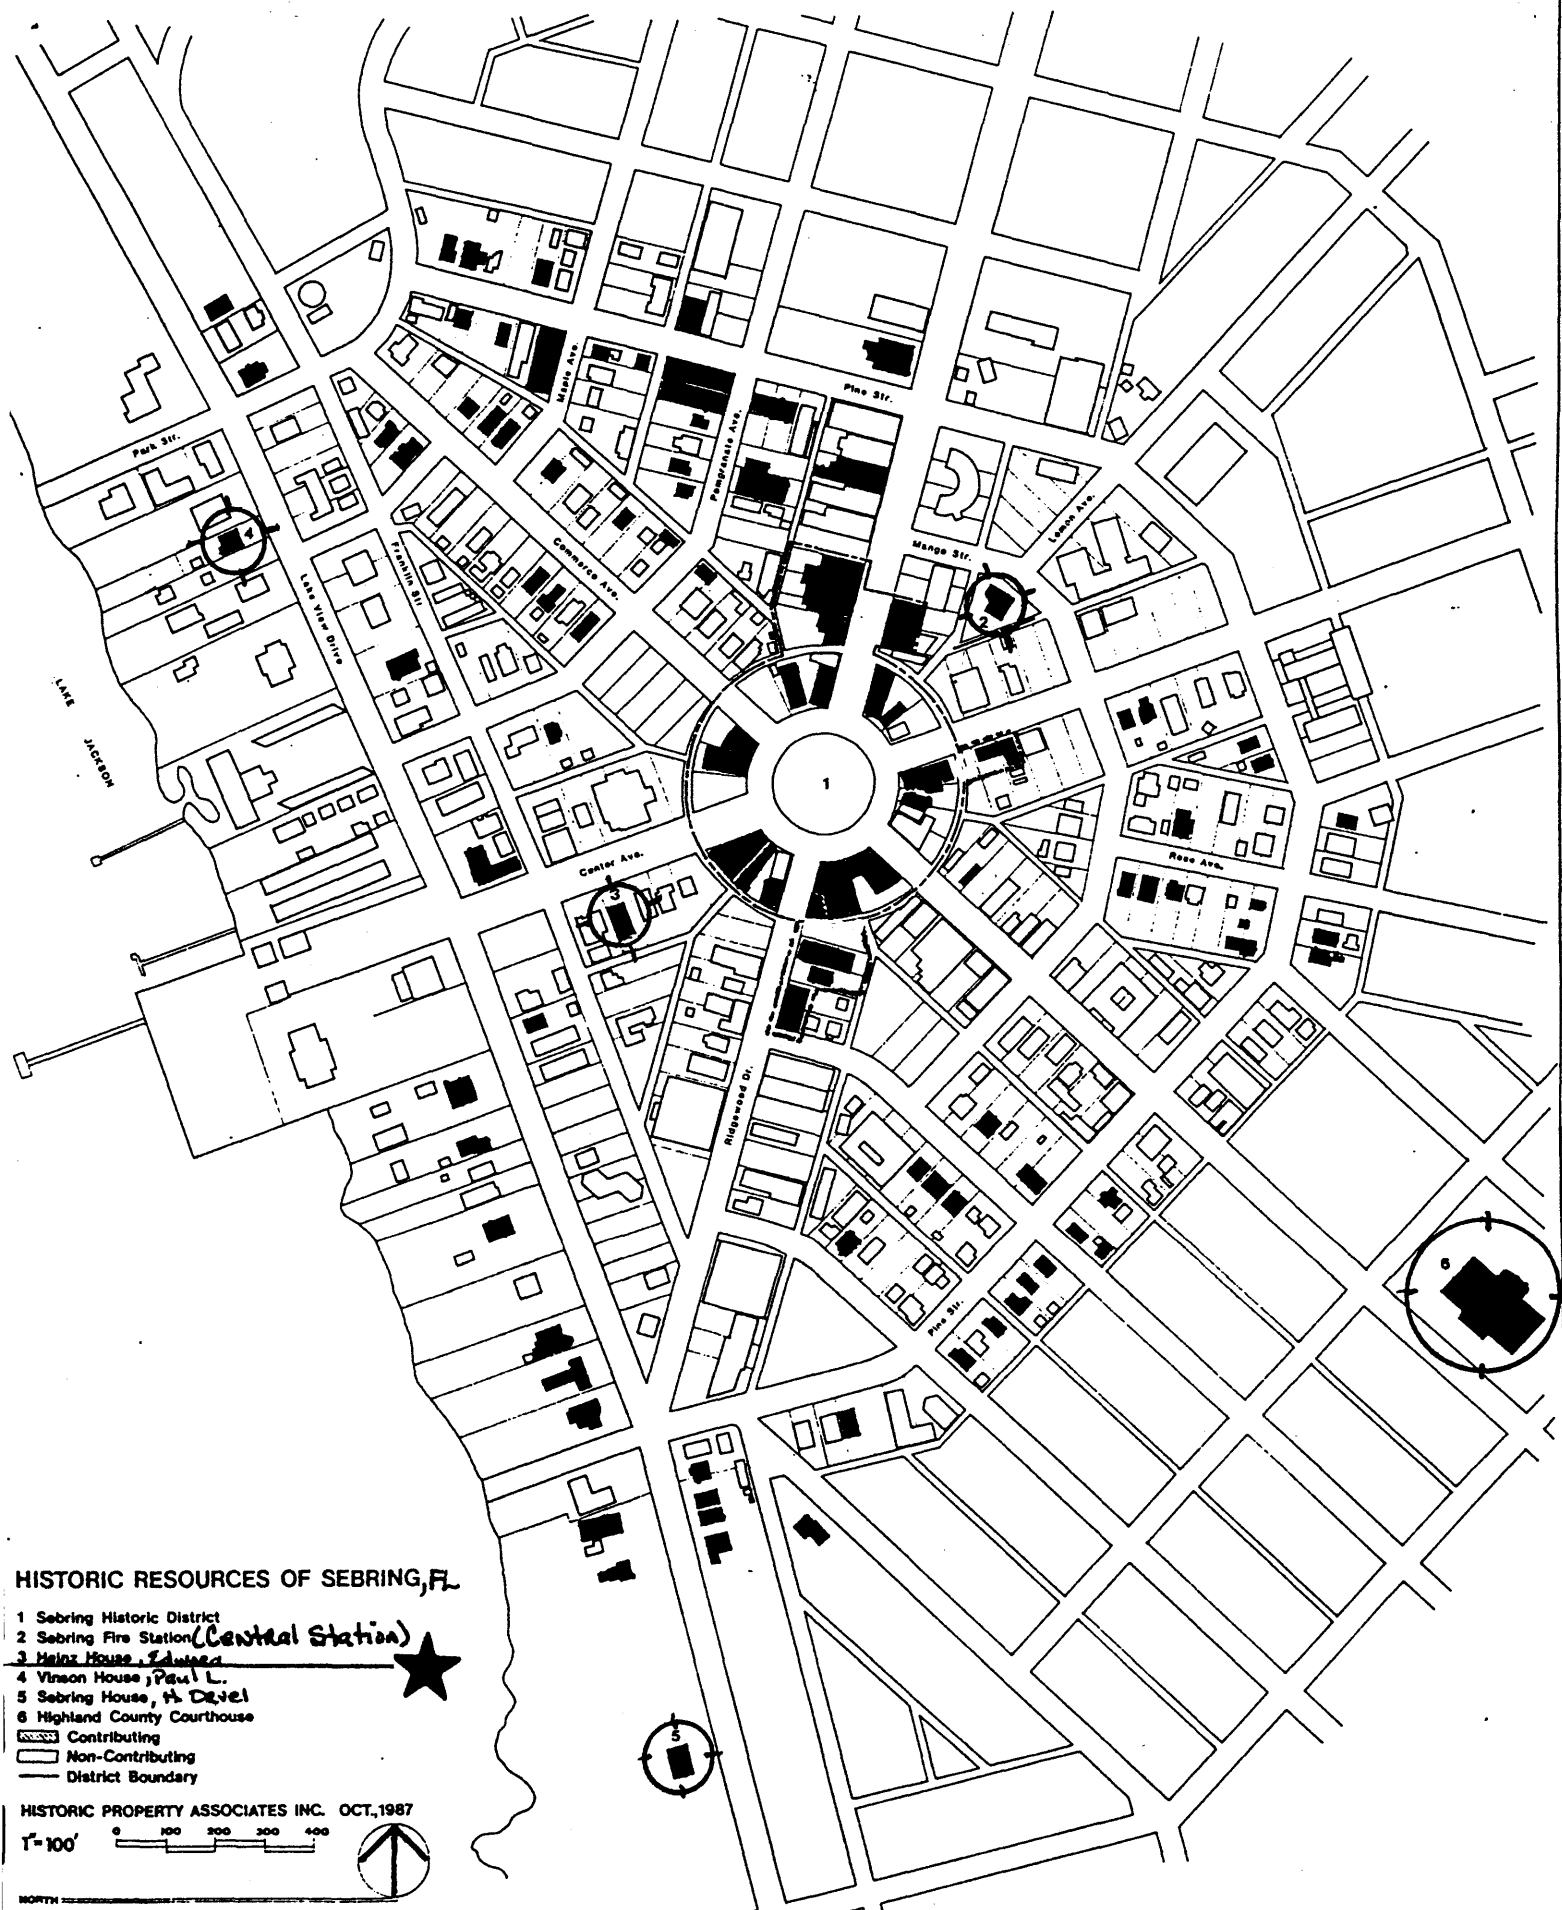 Pine Str.
Maple Ave.
Pomgranate Ave.
Park Str.
Lemon Ave.
Mango Str.
4
Commerce Ave.
Franklin Str
Lake View Drive
2
LAKE JACKSON
1
Rose Ave.
Center Ave.
3
Ridgewood Dr.
6
Pine Str.
HISTORIC RESOURCES OF SEBRING, FL
1 Sebring Historic District
2 Sebring Fire Station (Central Station)
3 Heinz House, Edward
4 Vinson House, Paul L.
5 Sebring House, H. Devel
6 Highland County Courthouse
Contributing
Non-Contributing
District Boundary
5
HISTORIC PROPERTY ASSOCIATES INC. OCT., 1987
1"=100'
0 100 200 300 400
NORTH